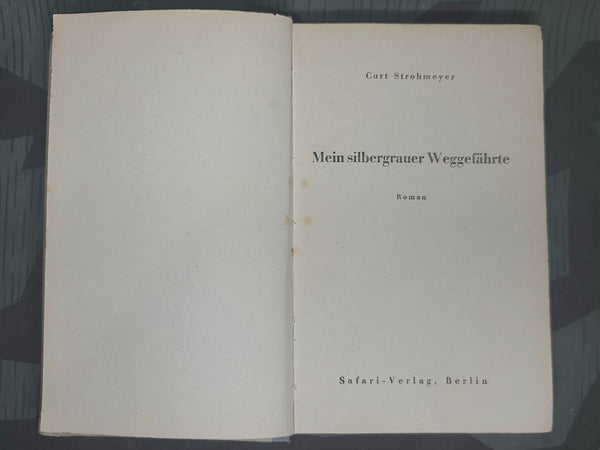 Curt Strohmeyer
Mein silbergrauer Weggefährte
Roman
Safari-Verlag, Berlin